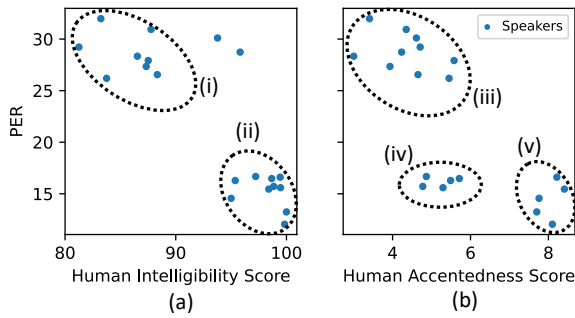 PER
30
25
20
15
80
90
100
Human Intelligibility Score
(a)
(i)
(ii)
Speakers
4
6
8
Human Accentedness Score
(b)
(iii)
(iv)
(v)